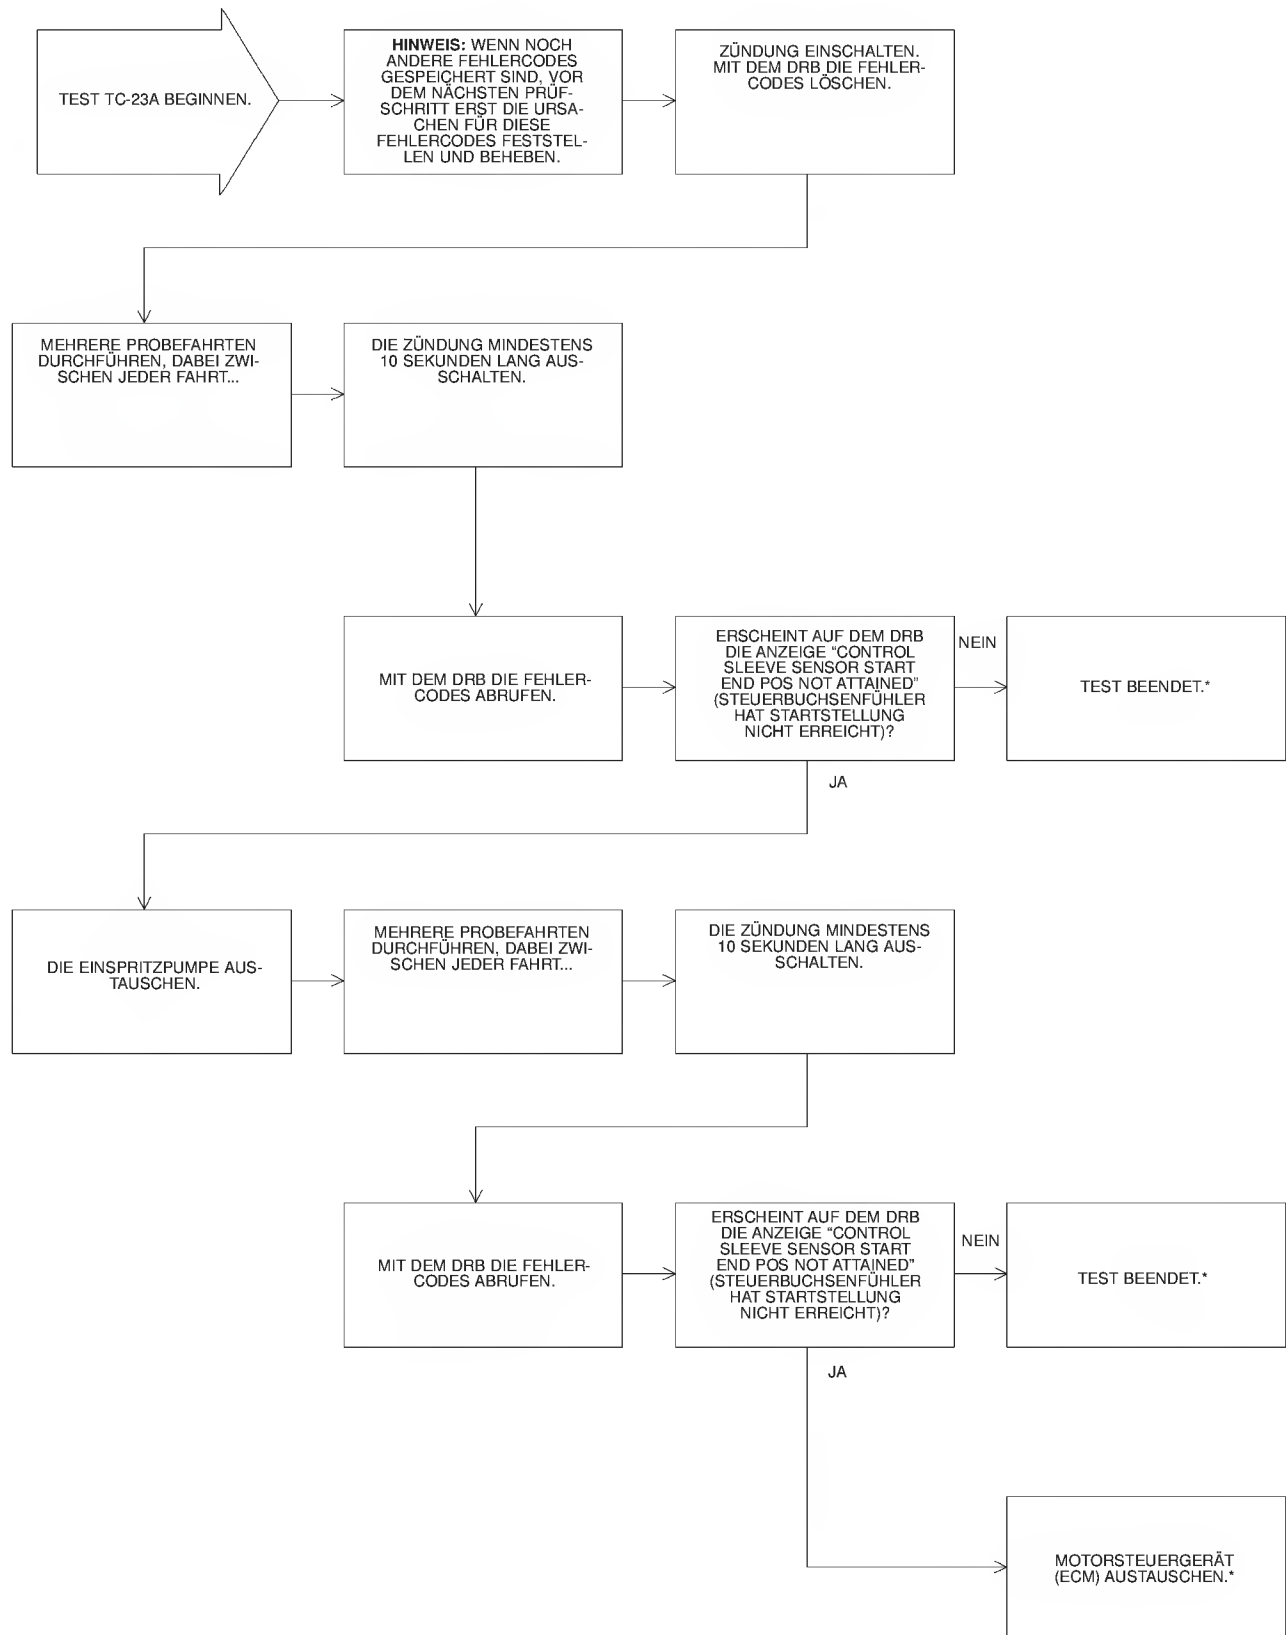 TEST TC-23A BEGINNEN.
HINWEIS: WENN NOCH
ANDERE FEHLERCODES
GESPEICHERT SIND, VOR
DEM NÄCHSTEN PRÜF-
SCHRITT ERST DIE URSA-
CHEN FÜR DIESE
FEHLERCODES FESTSTEL-
LEN UND BEHEBEN.
ZÜNDUNG EINSCHALTEN.
MIT DEM DRB DIE FEHLER-
CODES LÖSCHEN.
MEHRERE PROBEFAHRTEN
DURCHFÜHREN, DABEI ZWI-
SCHEN JEDER FAHRT...
DIE ZÜNDUNG MINDESTENS
10 SEKUNDEN LANG AUS-
SCHALTEN.
MIT DEM DRB DIE FEHLER-
CODES ABRUFEN.
ERSCHEINT AUF DEM DRB
DIE ANZEIGE “CONTROL
SLEEVE SENSOR START
END POS NOT ATTAINED”
(STEUERBUCHSENFÜHLER
HAT STARTSTELLUNG
NICHT ERREICHT)?
NEIN
TEST BEENDET.*
JA
DIE EINSPRITZPUMPE AUS-
TAUSCHEN.
MEHRERE PROBEFAHRTEN
DURCHFÜHREN, DABEI ZWI-
SCHEN JEDER FAHRT...
DIE ZÜNDUNG MINDESTENS
10 SEKUNDEN LANG AUS-
SCHALTEN.
MIT DEM DRB DIE FEHLER-
CODES ABRUFEN.
ERSCHEINT AUF DEM DRB
DIE ANZEIGE “CONTROL
SLEEVE SENSOR START
END POS NOT ATTAINED”
(STEUERBUCHSENFÜHLER
HAT STARTSTELLUNG
NICHT ERREICHT)?
NEIN
TEST BEENDET.*
JA
MOTORSTEUERGERÄT
(ECM) AUSTAUSCHEN.*